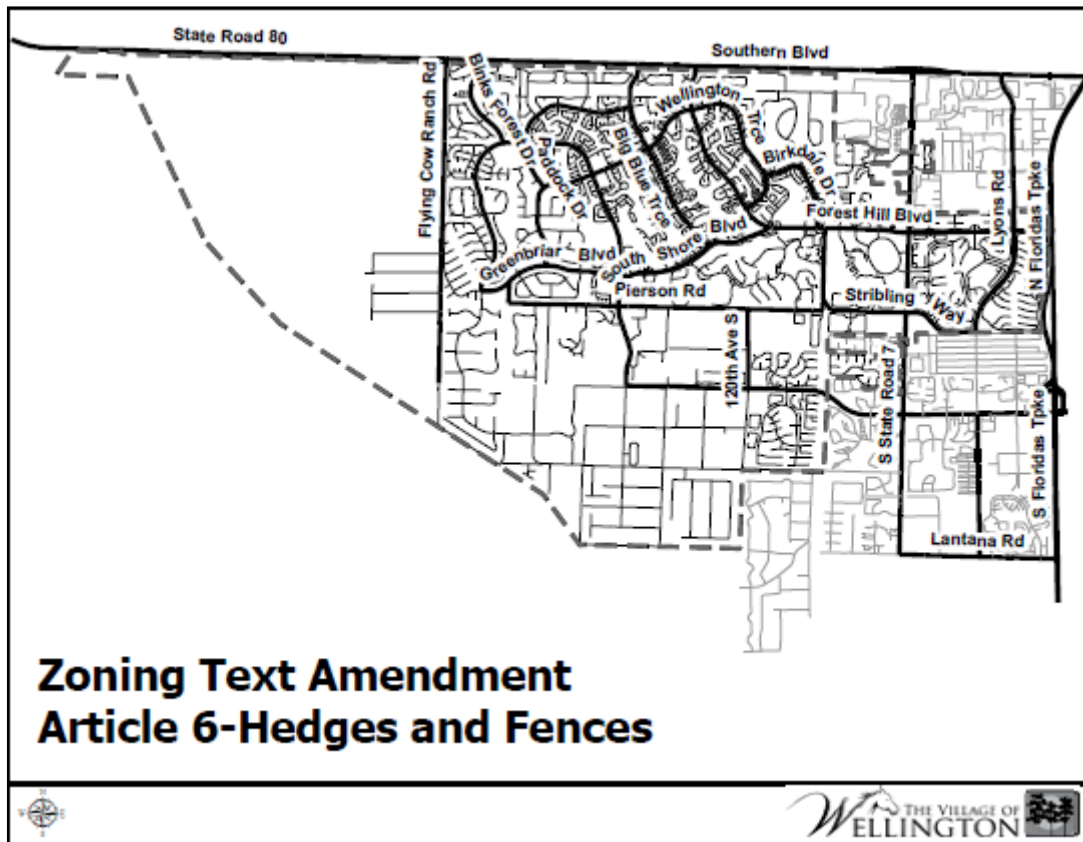 State Road 80
Southern Blvd
Flying Cow Ranch Rd
Binks Forest Dr
Paddock Dr
Big Blue Trce
Wellington
Trce
Birkdale Dr
Forest Hill Blvd
Lyons Rd
N Floridas Tpke
Greenbriar Blvd
South Shore Blvd
Pierson Rd
Stribling Way
120th Ave S
S State Road 7
S Floridas Tpke
Lantana Rd
Zoning Text Amendment
Article 6-Hedges and Fences
N
W E
S
THE VILLAGE OF
WELLINGTON